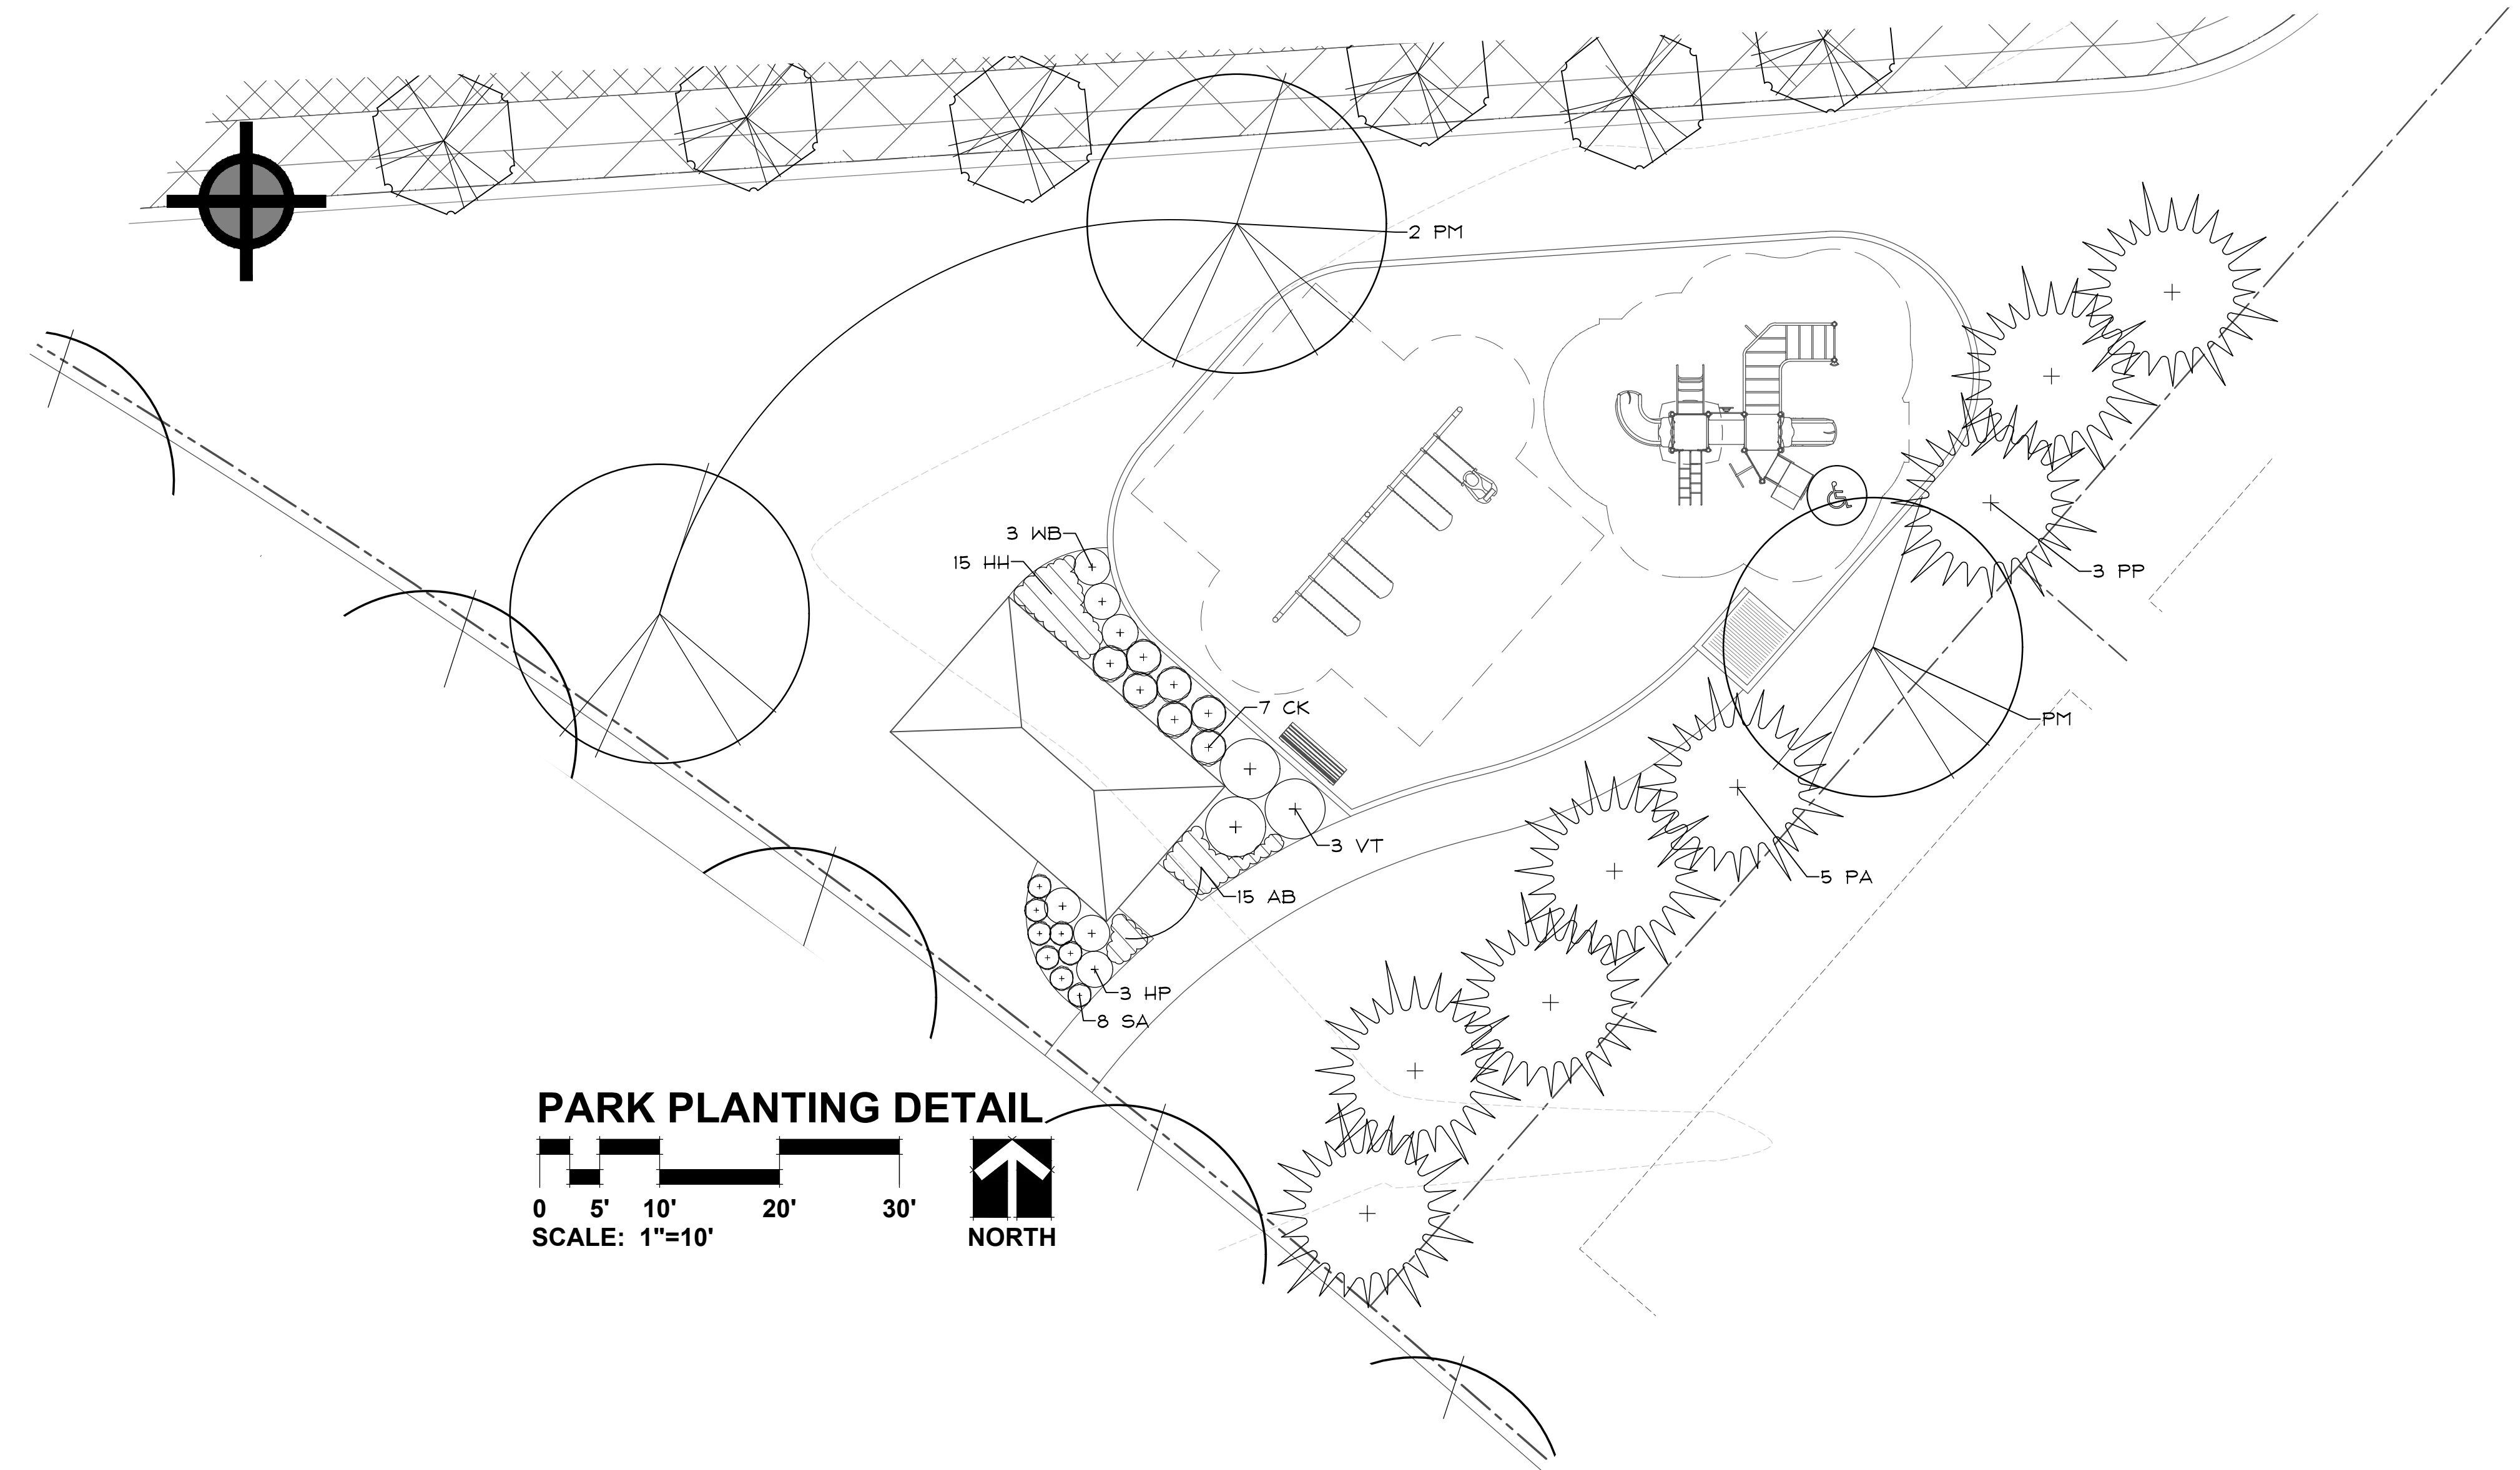 2 PM
3 WB
15 HH
3 PP
7 CK
PM
3 VT
5 PA
15 AB
3 HP
8 SA
PARK PLANTING DETAIL
0 5' 10' 20' 30'
SCALE: 1"=10'
NORTH